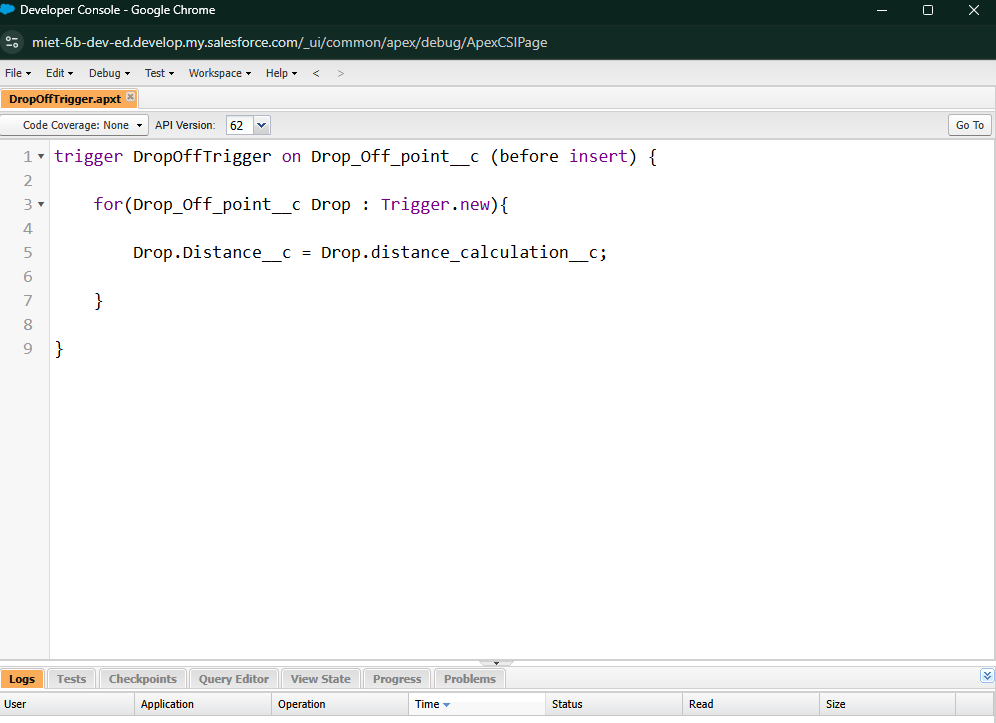 Developer Console - Google Chrome
miet-6b-dev-ed.develop.my.salesforce.com/_ui/common/apex/debug/ApexCSIPage
File Edit Debug Test Workspace Help < >
DropOffTrigger.apxt
Code Coverage: None API Version: 62 Go To
1 trigger DropOffTrigger on Drop_Off_point__c (before insert) {
2
3 for(Drop_Off_point__c Drop : Trigger.new){
4
5 Drop.Distance__c = Drop.distance_calculation__c;
6
7 }
8
9 }
Logs Tests Checkpoints Query Editor View State Progress Problems
User Application Operation Time Status Read Size